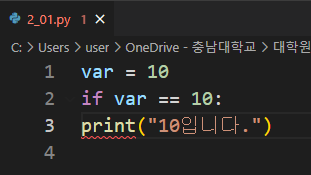 2_01.py 1 ×
C: > Users > user > OneDrive - 충남대학교 > 대학원
1 var = 10
2 if var == 10:
3 print("10입니다.")
4